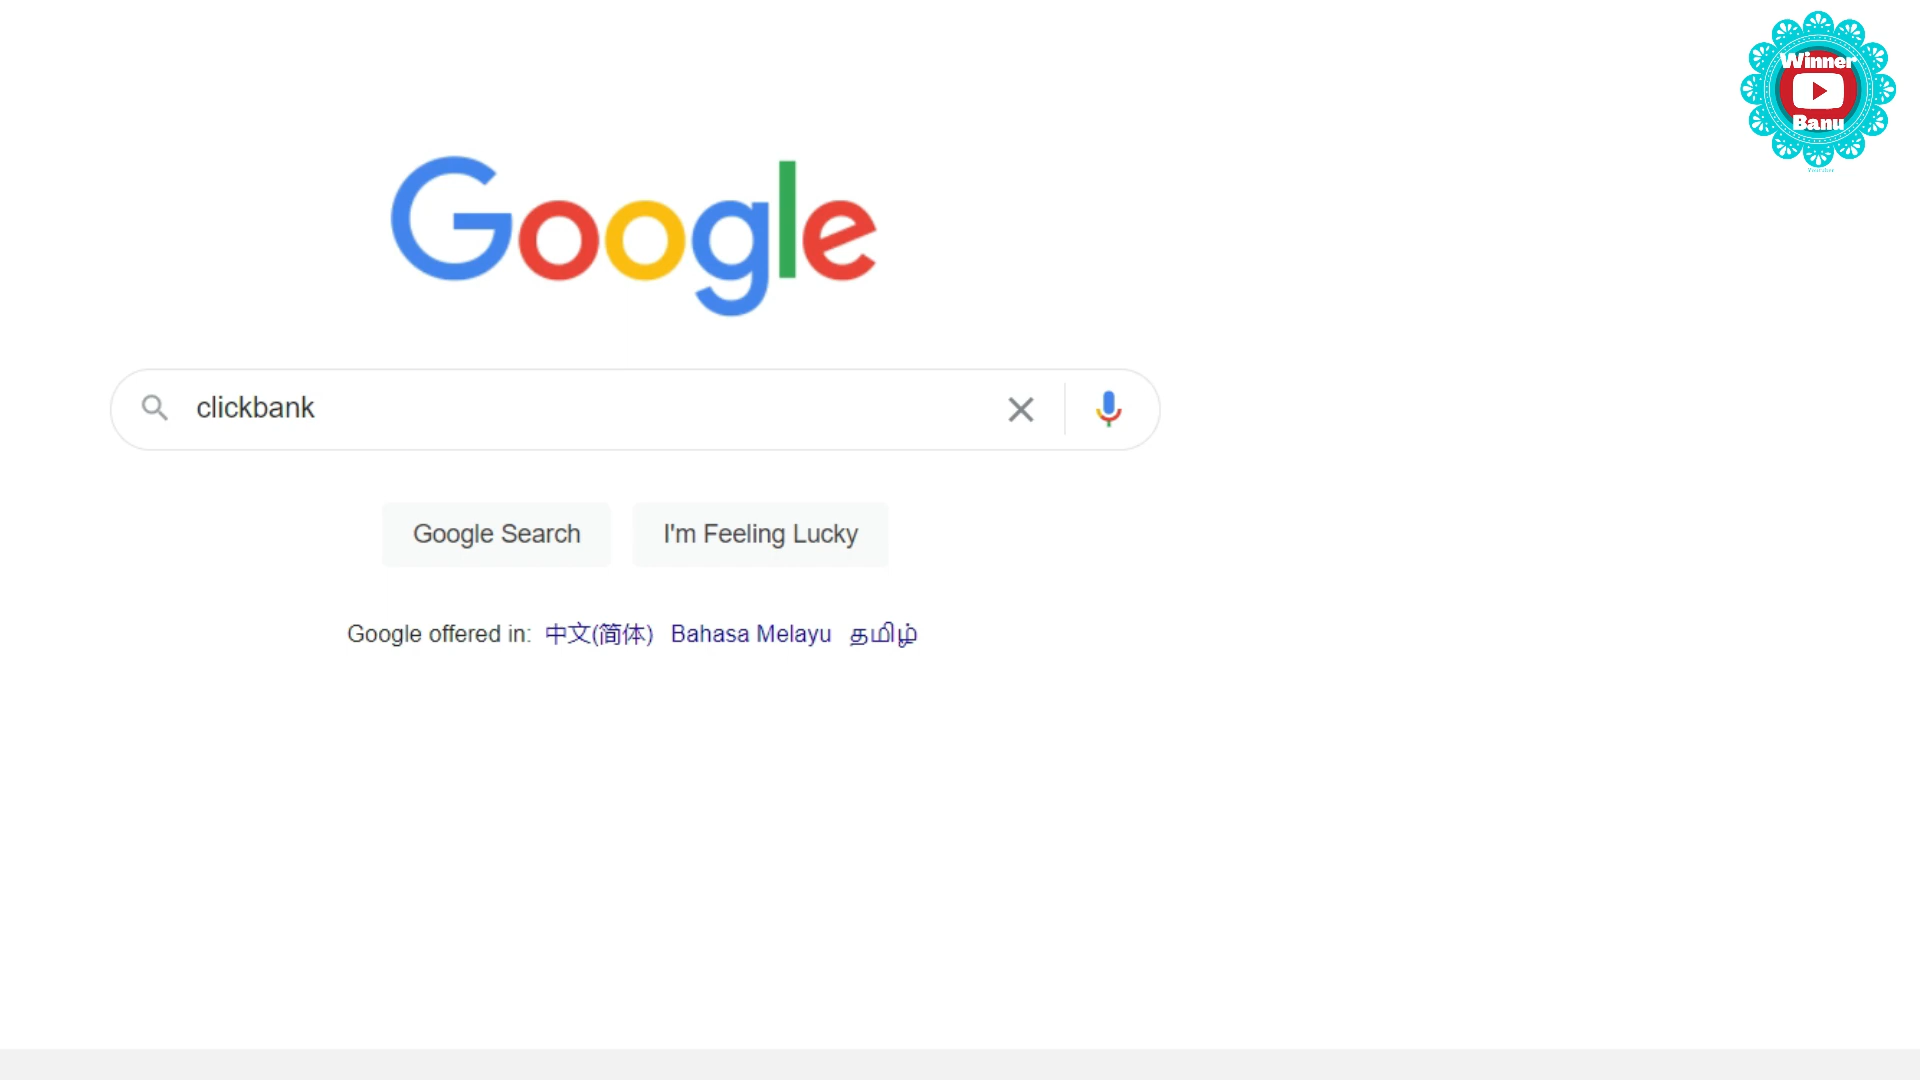 Winner
Banu
Google
clickbank
Google Search
I'm Feeling Lucky
Google offered in: 中文(简体) Bahasa Melayu தமிழ்